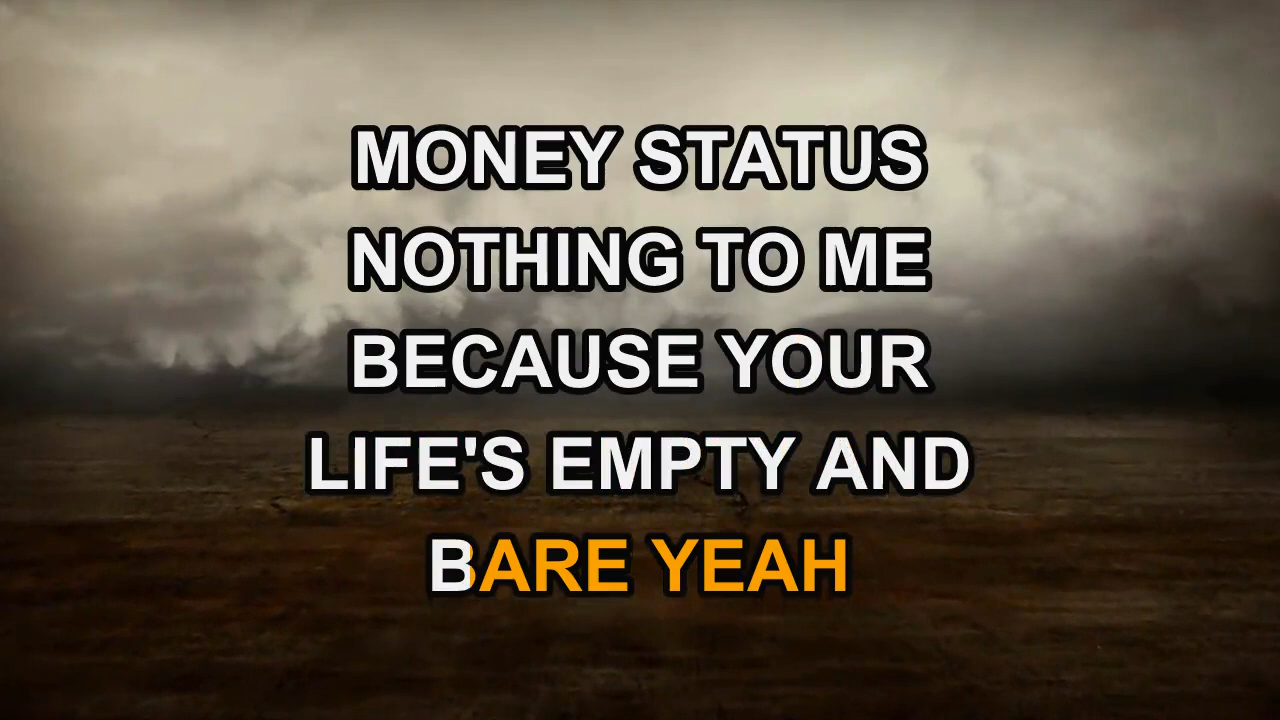 MONEY STATUS
NOTHING TO ME
BECAUSE YOUR
LIFE'S EMPTY AND
BARE YEAH